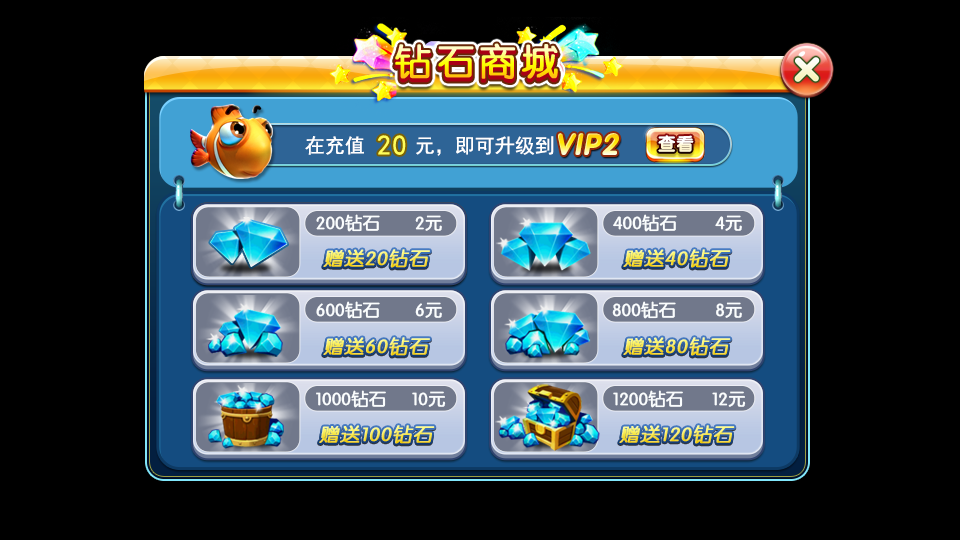 钻石商城
在充值 20 元，即可升级到VIP2 查看
200钻石 2元
赠送20钻石
400钻石 4元
赠送40钻石
600钻石 6元
赠送60钻石
800钻石 8元
赠送80钻石
1000钻石 10元
赠送100钻石
1200钻石 12元
赠送120钻石